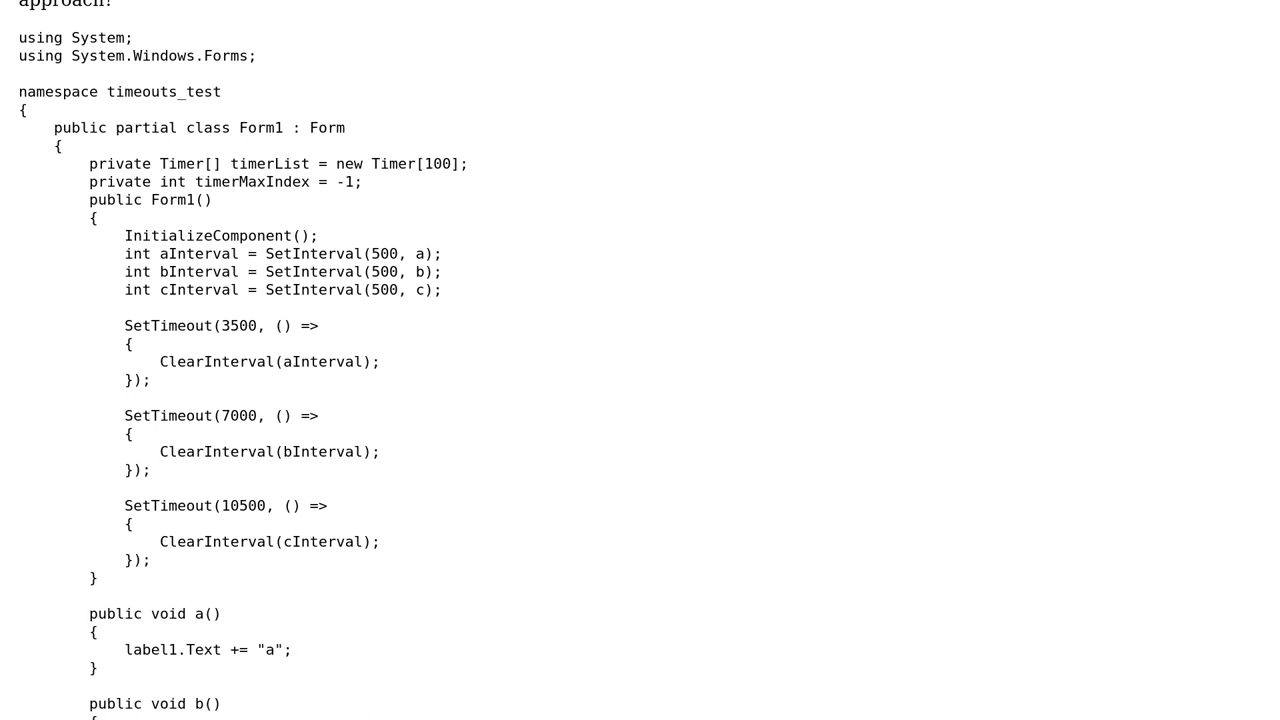 approach?
using System;
using System.Windows.Forms;
namespace timeouts_test
{
    public partial class Form1 : Form
    {
        private Timer[] timerList = new Timer[100];
        private int timerMaxIndex = -1;
        public Form1()
        {
            InitializeComponent();
            int aInterval = SetInterval(500, a);
            int bInterval = SetInterval(500, b);
            int cInterval = SetInterval(500, c);
            SetTimeout(3500, () =>
            {
                ClearInterval(aInterval);
            });
            SetTimeout(7000, () =>
            {
                ClearInterval(bInterval);
            });
            SetTimeout(10500, () =>
            {
                ClearInterval(cInterval);
            });
        }
        public void a()
        {
            label1.Text += "a";
        }
        public void b()
        {